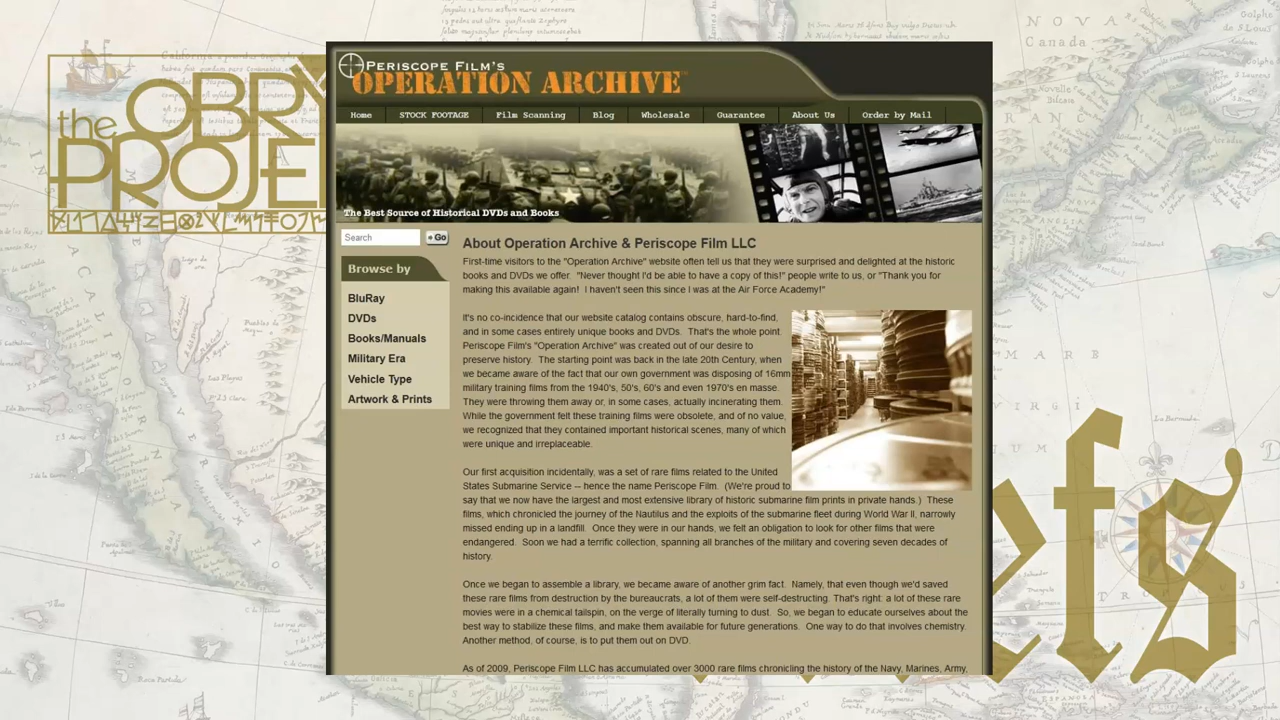 the
OBRY
PROJE
PERISCOPE FILM'S
OPERATION ARCHIVE
Home
STOCK FOOTAGE
Film Scanning
Blog
Wholesale
Guarantee
About Us
Order by Mail
The Best Source of Historical DVDs and Books
Search
Go
Browse by
BluRay
DVDs
Books/Manuals
Military Era
Vehicle Type
Artwork & Prints
About Operation Archive & Periscope Film LLC
First-time visitors to the "Operation Archive" website often tell us that they were surprised and delighted at the historic
books and DVDs we offer.  "Never thought I'd be able to have a copy of this!" people write to us, or "Thank you for
making this available again!  I haven't seen this since I was at the Air Force Academy!"
It's no co-incidence that our website catalog contains obscure, hard-to-find,
and in some cases entirely unique books and DVDs.  That's the whole point.
Periscope Film's "Operation Archive" was created out of our desire to
preserve history.  The starting point was back in the late 20th Century, when
we became aware of the fact that our own government was disposing of 16mm
military training films from the 1940's, 50's, 60's and even 1970's en masse.
They were throwing them away or, in some cases, actually incinerating them.
While the government felt these training films were obsolete, and of no value,
we recognized that they contained important historical scenes, many of which
were unique and irreplaceable.
Our first acquisition incidentally, was a set of rare films related to the United
States Submarine Service -- hence the name Periscope Film.  (We're proud to
say that we now have the largest and most extensive library of historic submarine film prints in private hands.)  These
films, which chronicled the journey of the Nautilus and the exploits of the submarine fleet during World War II, narrowly
missed ending up in a landfill.  Once they were in our hands, we felt an obligation to look for other films that were
endangered.  Soon we had a terrific collection, spanning all branches of the military and covering seven decades of
history.
Once we began to assemble a library, we became aware of another grim fact.  Namely, that even though we'd saved
these rare films from destruction by the bureaucrats, a lot of them were self-destructing. That's right: a lot of these rare
movies were in a chemical tailspin, on the verge of literally turning to dust.  So, we began to educate ourselves about the
best way to stabilize these films, and make them available for future generations.  One way to do that involves chemistry.
Another method, of course, is to put them out on DVD.
As of 2009, Periscope Film LLC has accumulated over 3000 rare films chronicling the history of the Navy, Marines, Army,
NOVA
Canada
MARE
ets